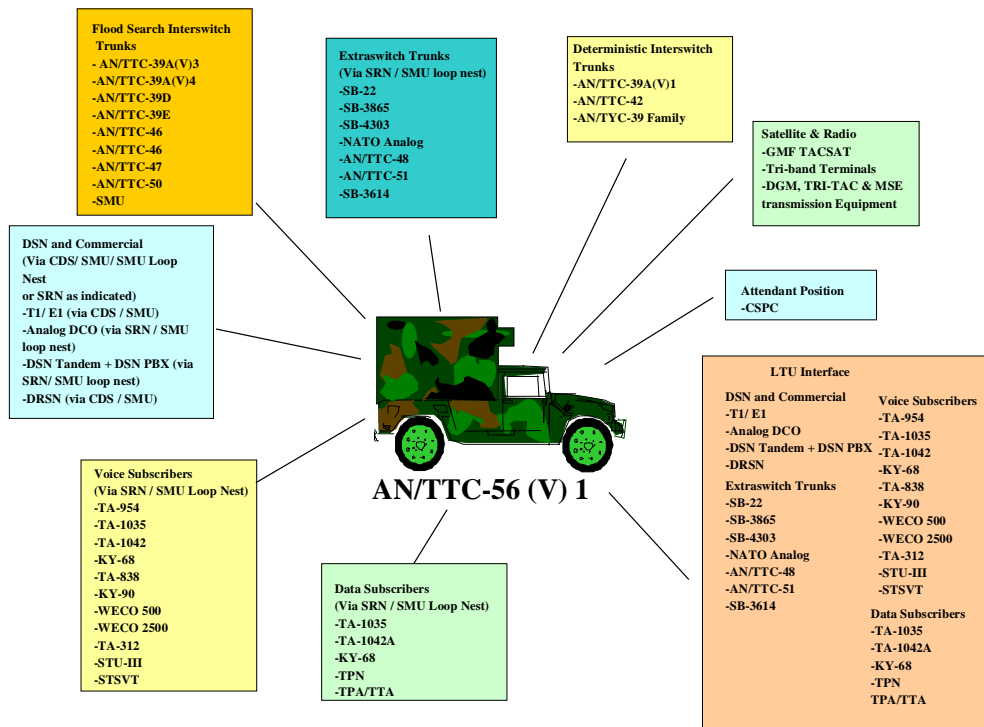 Flood Search Interswitch
Trunks
- AN/TTC-39A(V)3
-AN/TTC-39A(V)4
-AN/TTC-39D
-AN/TTC-39E
-AN/TTC-46
-AN/TTC-46
-AN/TTC-47
-AN/TTC-50
-SMU
Extraswitch Trunks
(Via SRN / SMU loop nest)
-SB-22
-SB-3865
-SB-4303
-NATO Analog
-AN/TTC-48
-AN/TTC-51
-SB-3614
Deterministic Interswitch
Trunks
-AN/TTC-39A(V)1
-AN/TTC-42
-AN/TYC-39 Family
Satellite & Radio
-GMF TACSAT
-Tri-band Terminals
-DGM, TRI-TAC & MSE
transmission Equipment
DSN and Commercial
(Via CDS/ SMU/ SMU Loop
Nest
or SRN as indicated)
-T1/ E1 (via CDS / SMU)
-Analog DCO (via SRN / SMU
loop nest)
-DSN Tandem + DSN PBX (via
SRN/ SMU loop nest)
-DRSN (via CDS / SMU)
Attendant Position
-CSPC
AN/TTC-56 (V) 1
Voice Subscribers
(Via SRN / SMU Loop Nest)
-TA-954
-TA-1035
-TA-1042
-KY-68
-TA-838
-KY-90
-WECO 500
-WECO 2500
-TA-312
-STU-III
-STSVT
Data Subscribers
(Via SRN / SMU Loop Nest)
-TA-1035
-TA-1042A
-KY-68
-TPN
-TPA/TTA
LTU Interface
DSN and Commercial
-T1/ E1
-Analog DCO
-DSN Tandem + DSN PBX
-DRSN
Extraswitch Trunks
-SB-22
-SB-3865
-SB-4303
-NATO Analog
-AN/TTC-48
-AN/TTC-51
-SB-3614
Voice Subscribers
-TA-954
-TA-1035
-TA-1042
-KY-68
-TA-838
-KY-90
-WECO 500
-WECO 2500
-TA-312
-STU-III
-STSVT
Data Subscribers
-TA-1035
-TA-1042A
-KY-68
-TPN
TPA/TTA